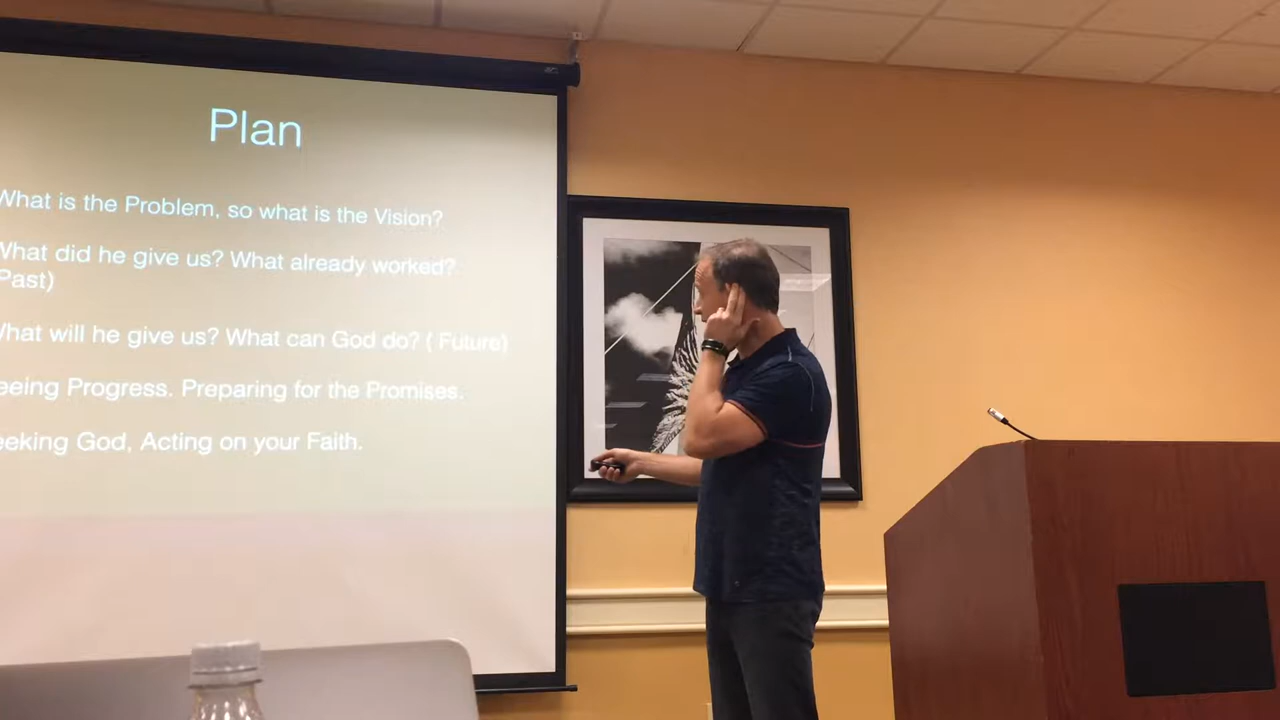 Plan
What is the Problem, so what is the Vision?
What did he give us? What already worked?
Past)
What will he give us? What can God do? ( Future)
eeing Progress. Preparing for the Promises.
eeking God, Acting on your Faith.